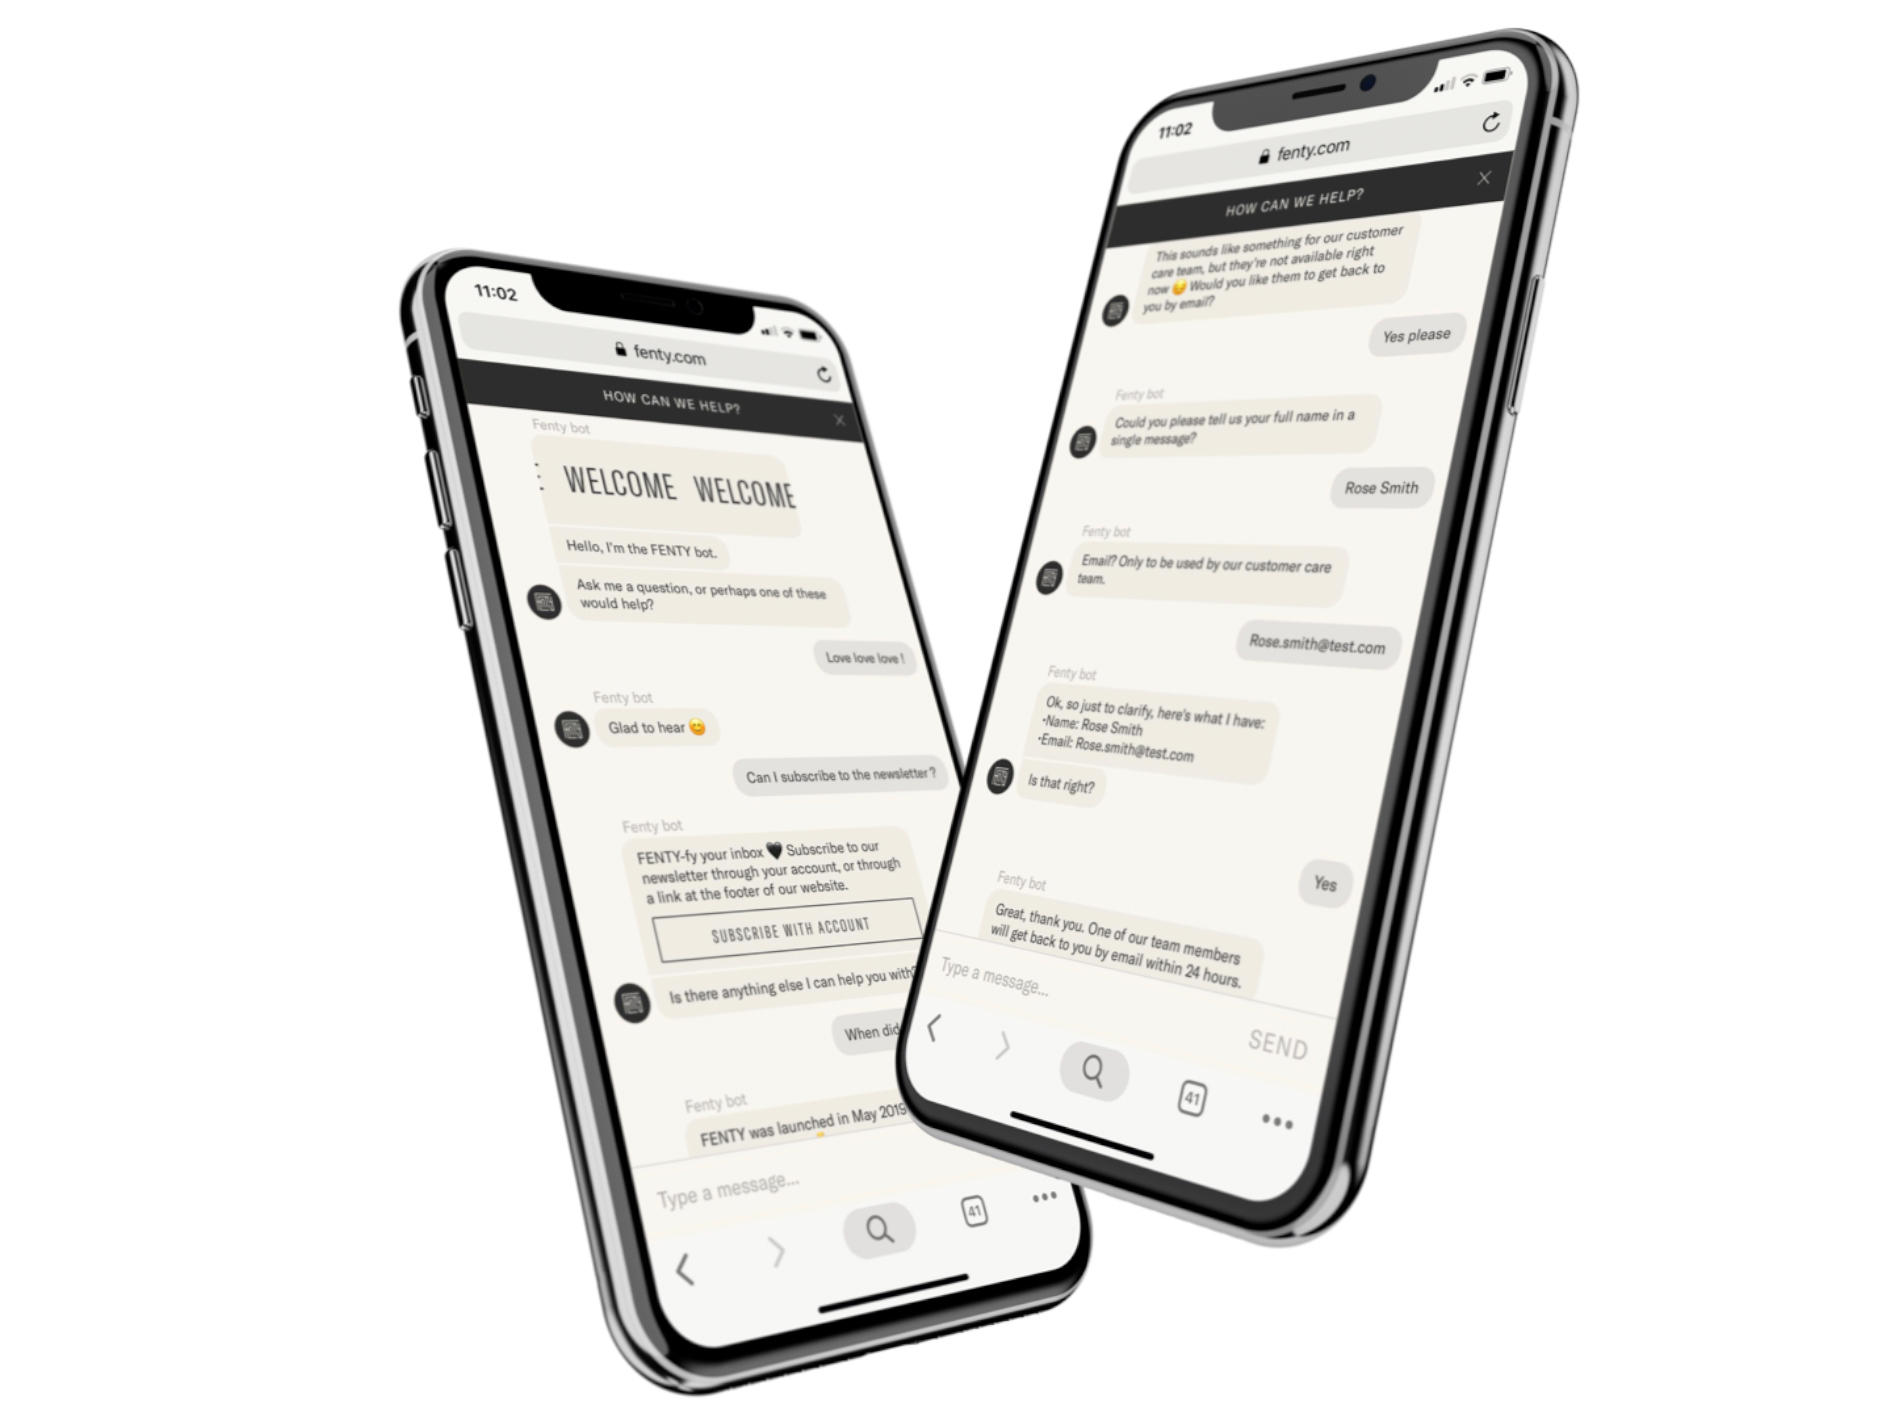 11:02
fenty.com
HOW CAN WE HELP?
Fenty bot
E WELCOME WELCOME
Hello, I'm the FENTY bot.
Ask me a question, or perhaps one of these
would help?
Love love love !
Fenty bot
Glad to hear 😊
Can I subscribe to the newsletter ?
Fenty bot
FENTY-fy your inbox 🖤 Subscribe to our
newsletter through your account, or through
a link at the footer of our website.
SUBSCRIBE WITH ACCOUNT
Is there anything else I can help you with?
When did
Fenty bot
FENTY was launched in May 2019
Type a message...
41
11:02
fenty.com
HOW CAN WE HELP?
This sounds like something for our customer
care team, but they're not available right
now 😔 Would you like them to get back to
you by email?
Yes please
Fenty bot
Could you please tell us your full name in a
single message?
Rose Smith
Fenty bot
Email? Only to be used by our customer care
team.
Rose.smith@test.com
Fenty bot
Ok, so just to clarify, here's what I have:
•Name: Rose Smith
•Email: Rose.smith@test.com
Is that right?
Yes
Fenty bot
Great, thank you. One of our team members
will get back to you by email within 24 hours.
Type a message...
SEND
41